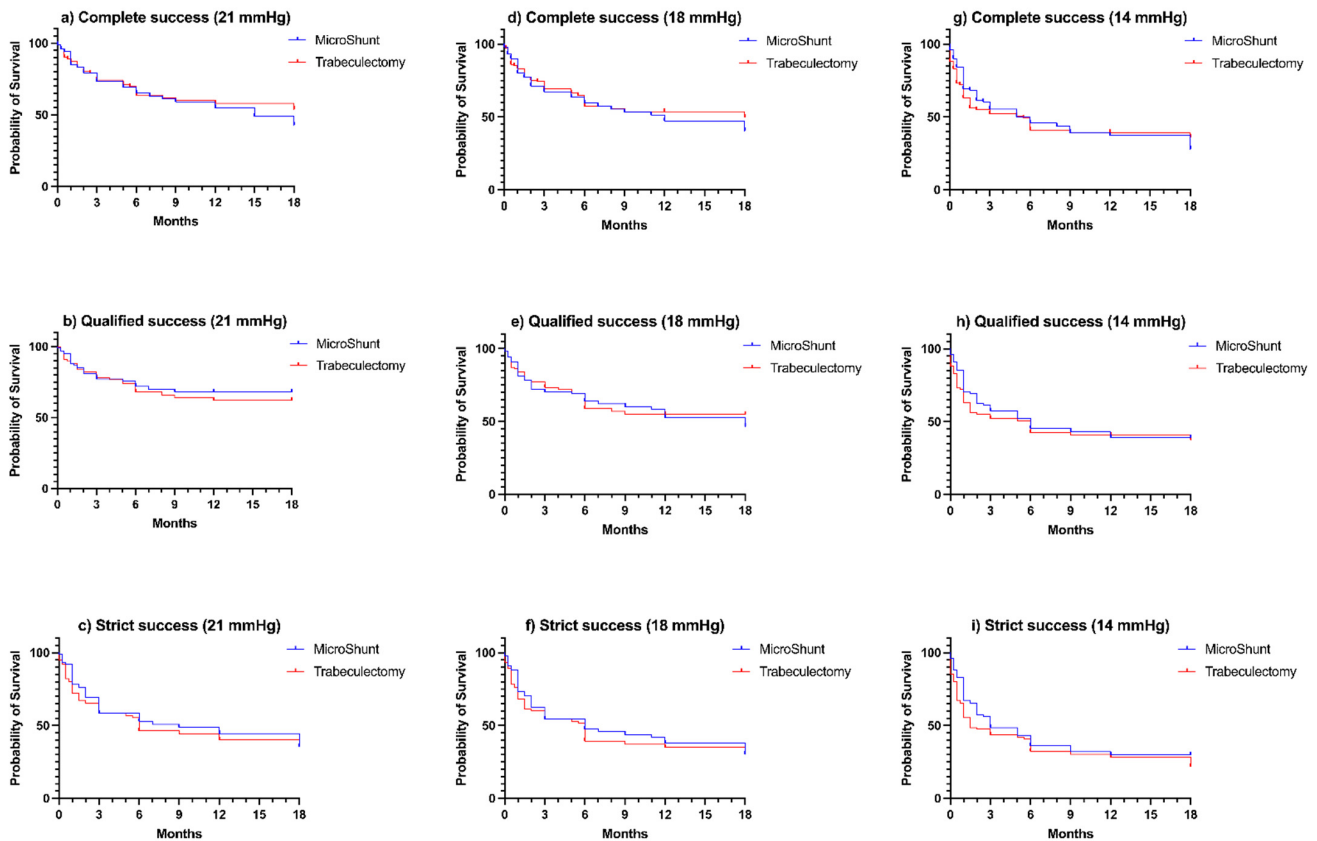 a) Complete success (21 mmHg)
MicroShunt
Trabeculectomy
Probability of Survival
100
50
0
0 3 6 9 12 15 18
Months
d) Complete success (18 mmHg)
MicroShunt
Trabeculectomy
Probability of Survival
100
50
0
0 3 6 9 12 15 18
Months
g) Complete success (14 mmHg)
MicroShunt
Trabeculectomy
Probability of Survival
100
50
0
0 3 6 9 12 15 18
Months
b) Qualified success (21 mmHg)
MicroShunt
Trabeculectomy
Probability of Survival
100
50
0
0 3 6 9 12 15 18
Months
e) Qualified success (18 mmHg)
MicroShunt
Trabeculectomy
Probability of Survival
100
50
0
0 3 6 9 12 15 18
Months
h) Qualified success (14 mmHg)
MicroShunt
Trabeculectomy
Probability of Survival
100
50
0
0 3 6 9 12 15 18
Months
c) Strict success (21 mmHg)
MicroShunt
Trabeculectomy
Probability of Survival
100
50
0
0 3 6 9 12 15 18
Months
f) Strict success (18 mmHg)
MicroShunt
Trabeculectomy
Probability of Survival
100
50
0
0 3 6 9 12 15 18
Months
i) Strict success (14 mmHg)
MicroShunt
Trabeculectomy
Probability of Survival
100
50
0
0 3 6 9 12 15 18
Months